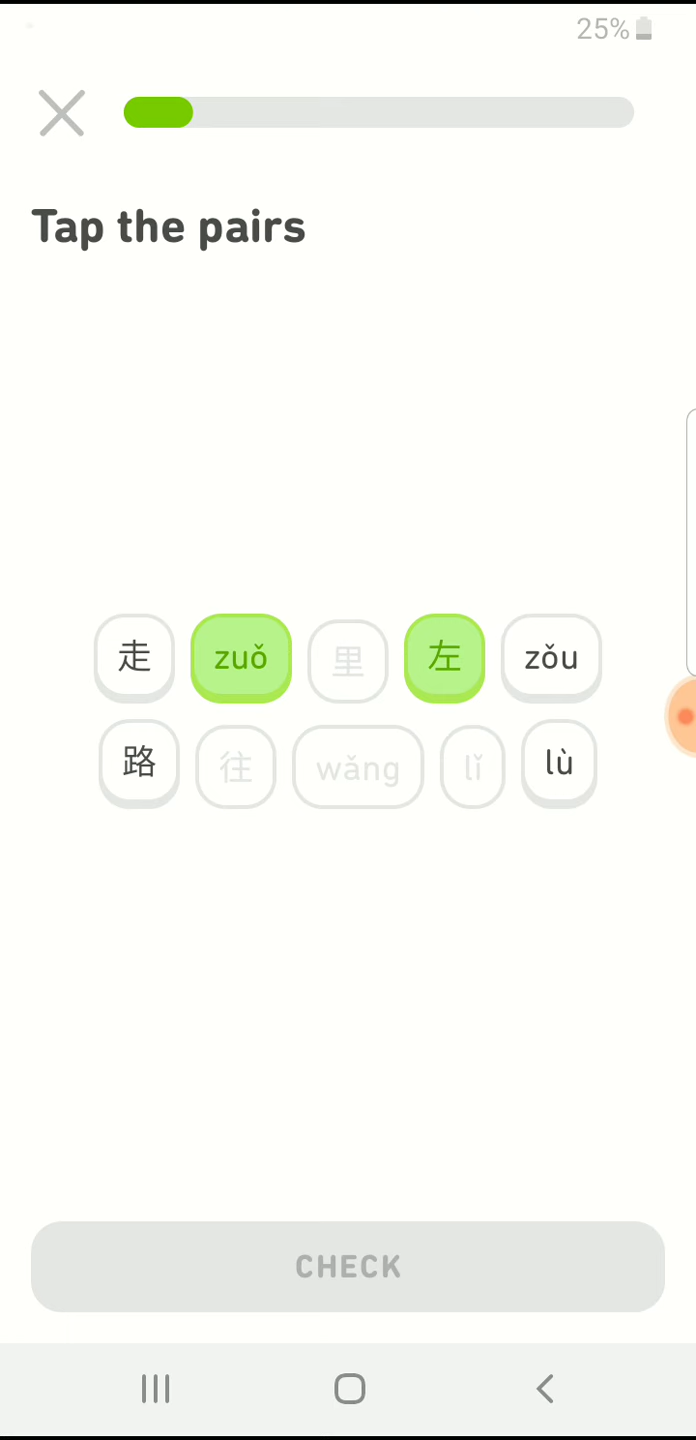 25%
Tap the pairs
走 zuǒ 里 左 zǒu
路 往 wǎng lǐ lù
CHECK